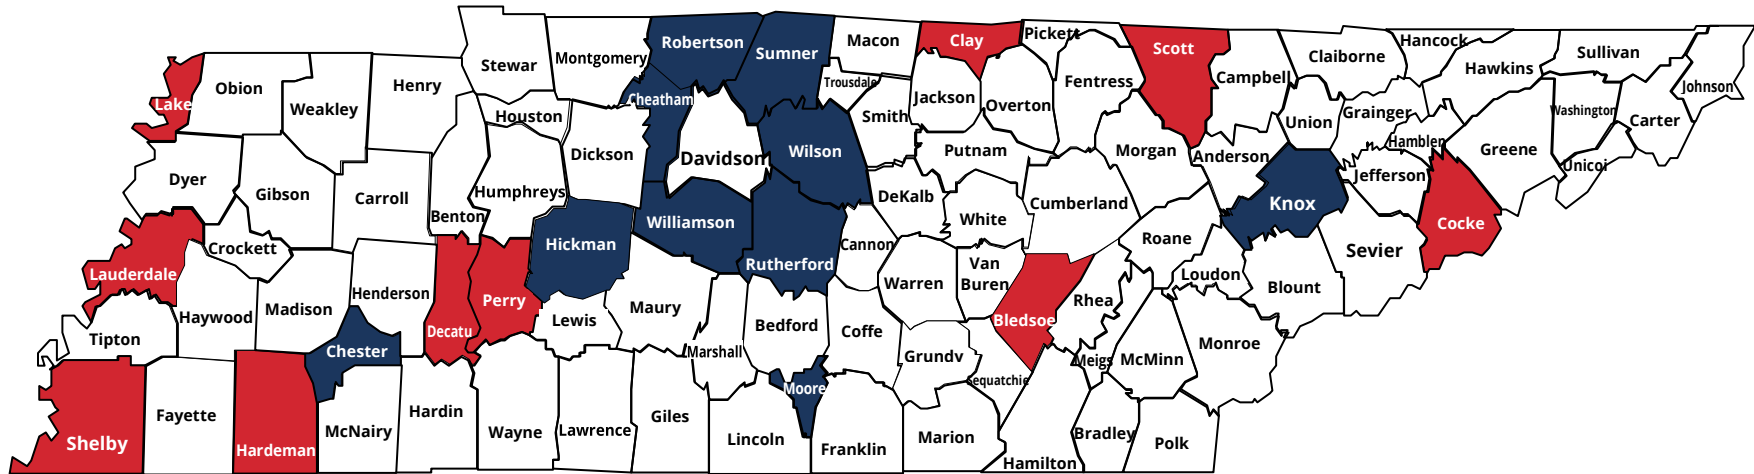 Robertson
Sumner
Macon
Clay
Pickett
Scott
Claiborne
Hancock
Sullivan
Stewar
Montgomery
Hawkins
Fentress
Campbell
Johnson
Lake
Obion
Weakley
Henry
Houston
Cheatham
Trousdale
Smith
Jackson
Overton
Union
Grainger
Hamblen
Washington
Carter
Greene
Unicoi
Dyer
Gibson
Carroll
Benton
Humphreys
Dickson
Davidson
Wilson
Putnam
DeKalb
White
Cumberland
Morgan
Anderson
Knox
Jefferson
Cocke
Sevier
Lauderdale
Crockett
Haywood
Madison
Henderson
Decatu
Perry
Hickman
Williamson
Rutherford
Cannon
Warren
Van
Buren
Bledsoe
Rhea
Roane
Loudon
Blount
Tipton
Chester
Lewis
Maury
Marshall
Bedford
Coffe
Grundv
Sequatchie
Meigs
McMinn
Monroe
Shelby
Fayette
Hardeman
McNairy
Hardin
Wayne
Lawrence
Giles
Lincoln
Moore
Franklin
Marion
Hamilton
Bradley
Polk